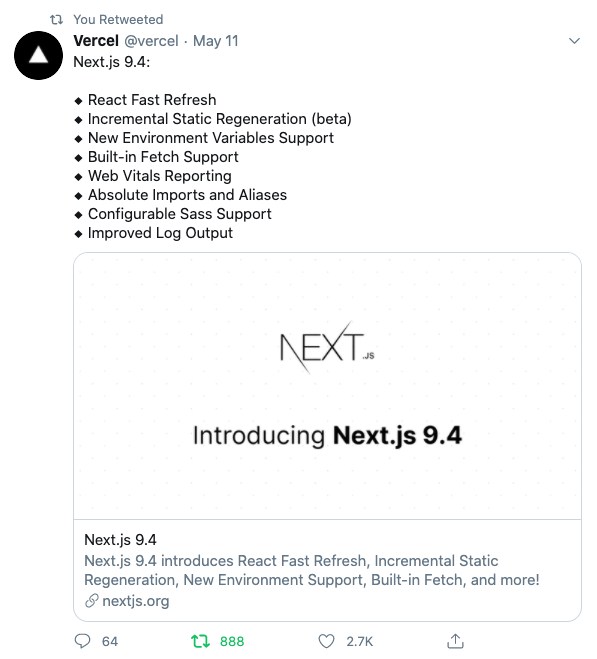 You Retweeted
Vercel @vercel · May 11
Next.js 9.4:
◆ React Fast Refresh
◆ Incremental Static Regeneration (beta)
◆ New Environment Variables Support
◆ Built-in Fetch Support
◆ Web Vitals Reporting
◆ Absolute Imports and Aliases
◆ Configurable Sass Support
◆ Improved Log Output
NEXT.JS
Introducing Next.js 9.4
Next.js 9.4
Next.js 9.4 introduces React Fast Refresh, Incremental Static
Regeneration, New Environment Support, Built-in Fetch, and more!
nextjs.org
64 888 2.7K